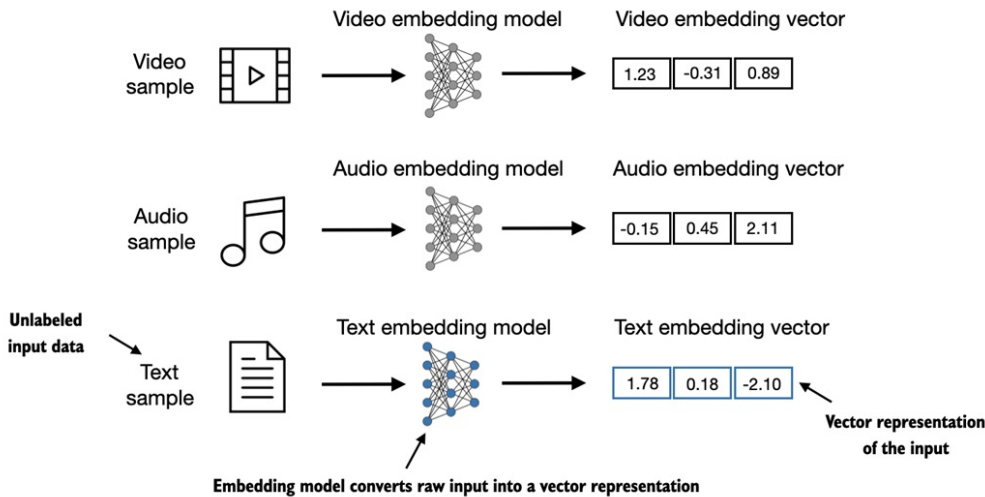 Video embedding model
Video embedding vector
Video
sample
1.23 -0.31 0.89
Audio embedding model
Audio embedding vector
Audio
sample
-0.15 0.45 2.11
Unlabeled
input data
Text embedding model
Text embedding vector
Text
sample
1.78 0.18 -2.10
Vector representation
of the input
Embedding model converts raw input into a vector representation